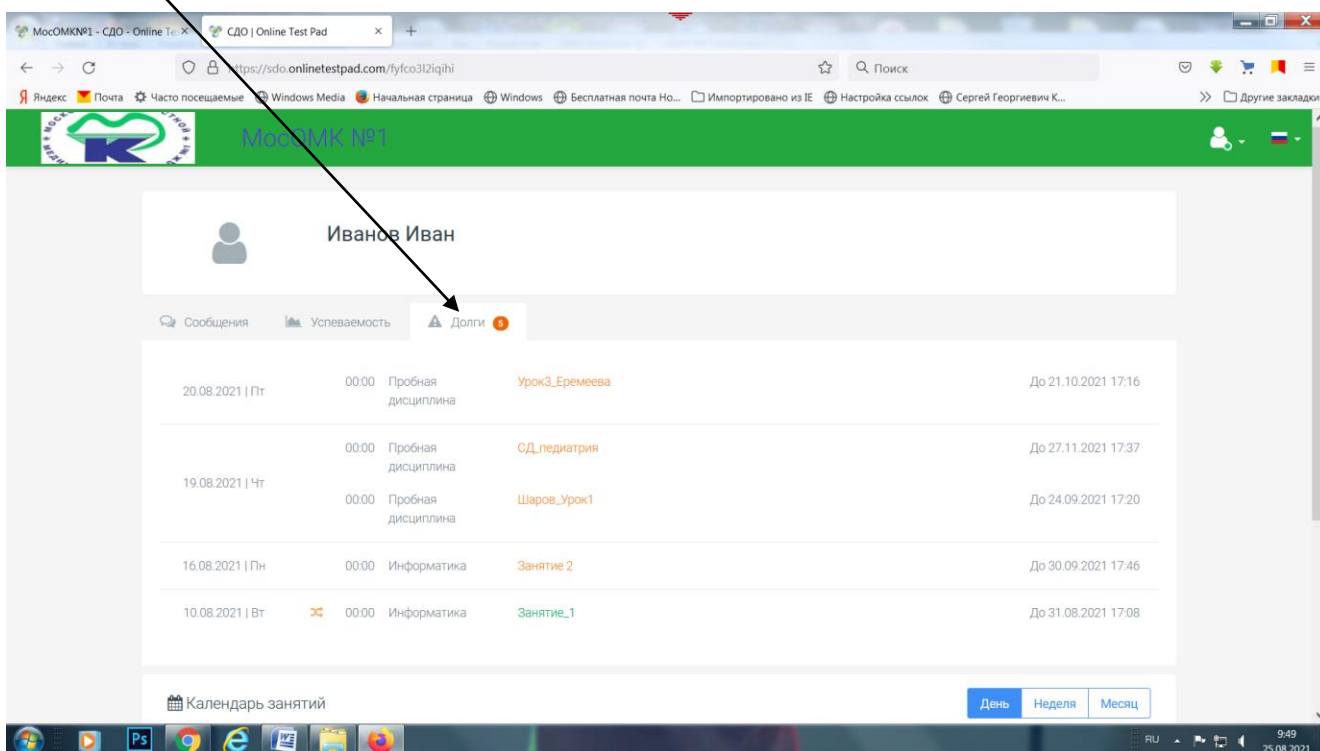 МосОМК№1 - СДО - Online Te
СДО | Online Test Pad
https://sdo.onlinetestpad.com/fyfco3l2iqihi
Поиск
Яндекс Почта Часто посещаемые Windows Media Начальная страница Windows Бесплатная почта Но... Импортировано из IE Настройка ссылок Сергей Георгиевич К... Другие закладки
МосОМК №1
Иванов Иван
Сообщения Успеваемость Долги 5
20.08.2021 | Пт 00:00 Пробная дисциплина Урок3_Еремеева До 21.10.2021 17:16
19.08.2021 | Чт 00:00 Пробная дисциплина СД_педиатрия До 27.11.2021 17:37
00:00 Пробная дисциплина Шаров_Урок1 До 24.09.2021 17:20
16.08.2021 | Пн 00:00 Информатика Занятие 2 До 30.09.2021 17:46
10.08.2021 | Вт 00:00 Информатика Занятие_1 До 31.08.2021 17:08
Календарь занятий День Неделя Месяц
Ps
RU 9:49
25.08.2021